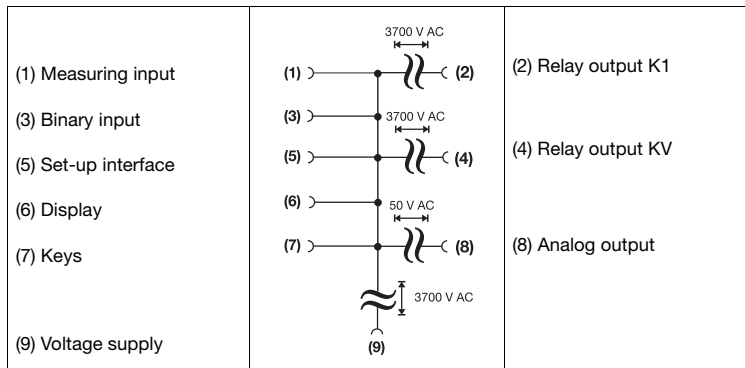 (1) Measuring input
(3) Binary input
(5) Set-up interface
(6) Display
(7) Keys
(9) Voltage supply
3700 V AC
(1)
(2)
(3)
3700 V AC
(5)
(4)
(6)
50 V AC
(7)
(8)
3700 V AC
(9)
(2) Relay output K1
(4) Relay output KV
(8) Analog output